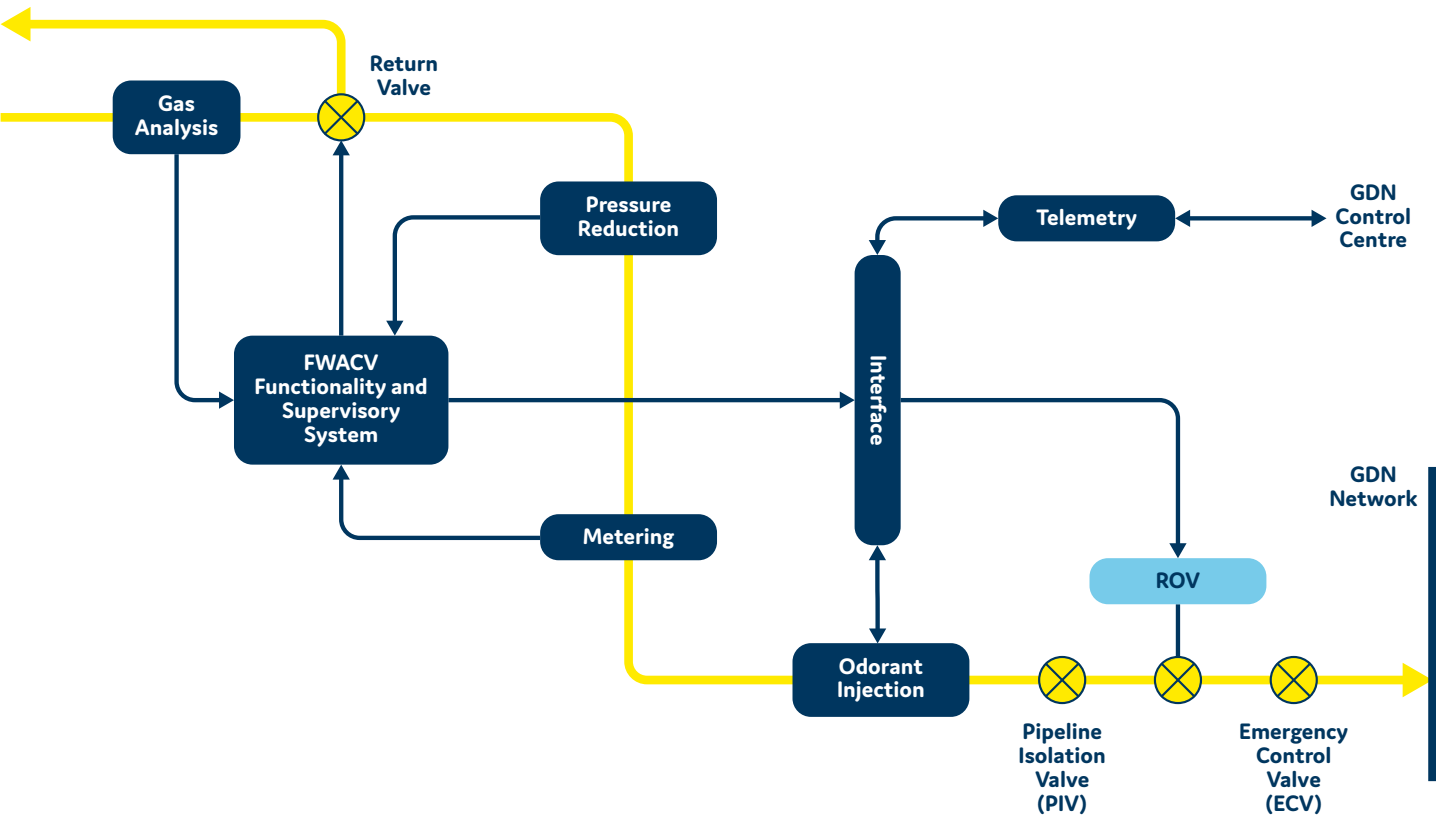 Return
Valve
Gas
Analysis
Pressure
Reduction
Telemetry
GDN
Control
Centre
FWACV
Functionality and
Supervisory
System
Interface
GDN
Network
Metering
ROV
Odorant
Injection
Pipeline
Isolation
Valve
(PIV)
Emergency
Control
Valve
(ECV)